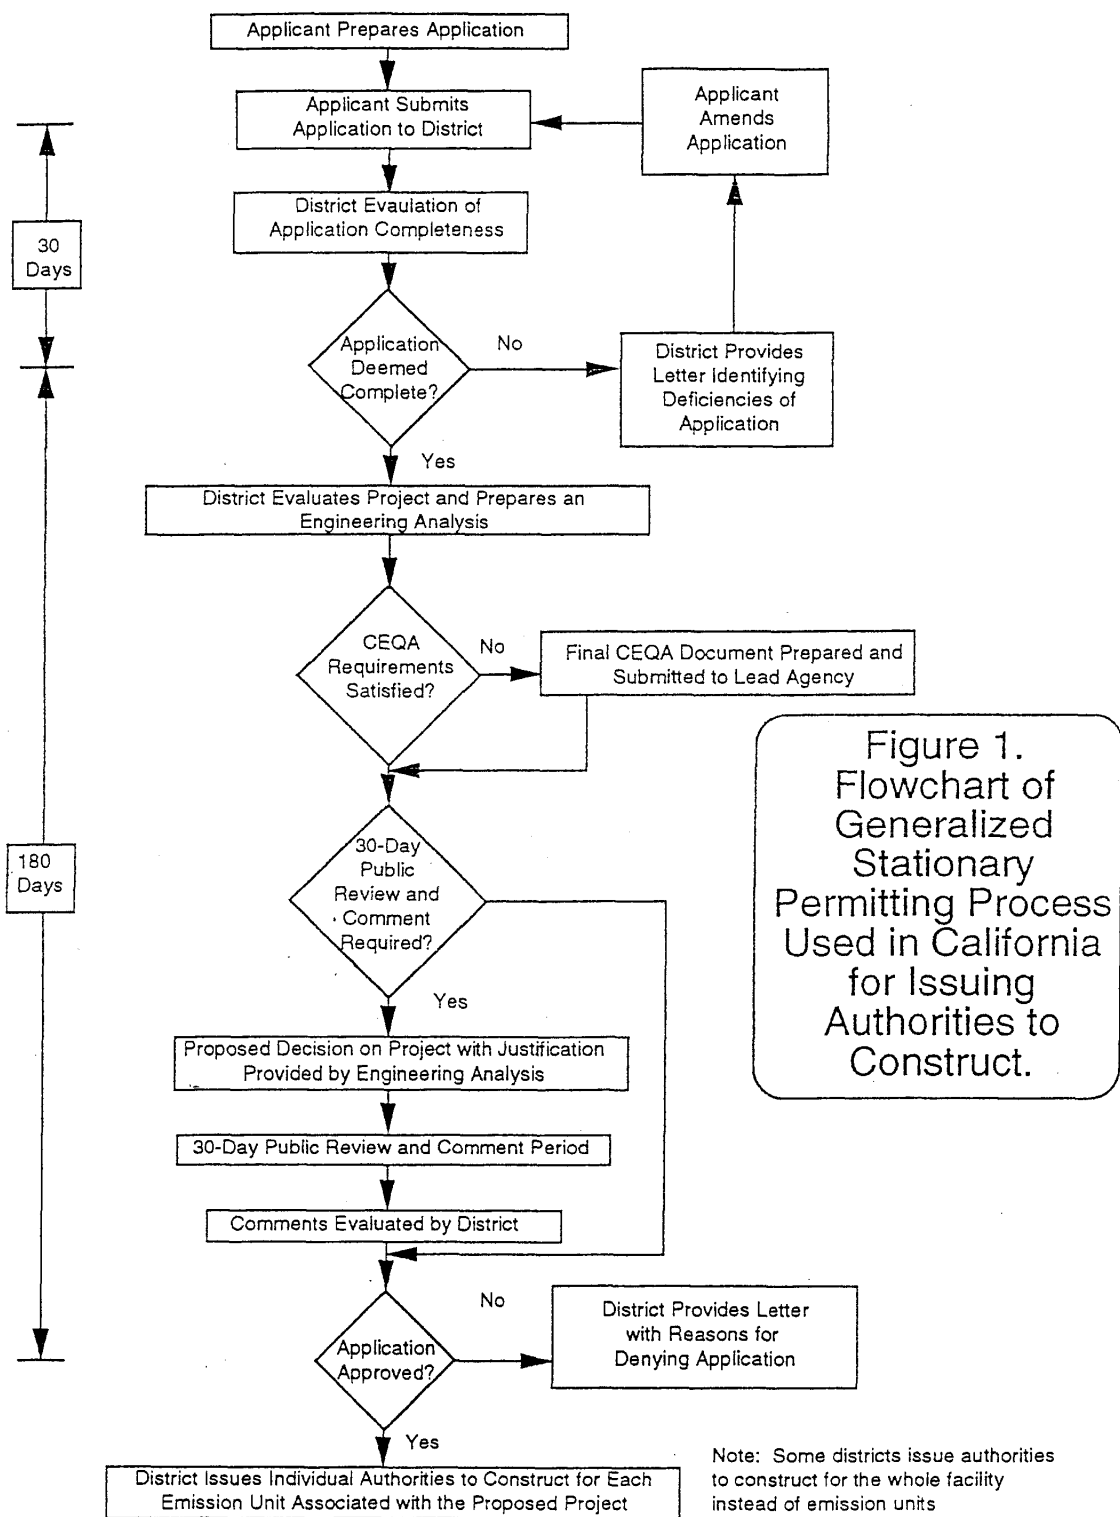 Applicant Prepares Application
Applicant Submits
Application to District
Applicant
Amends
Application
District Evaulation of
Application Completeness
30
Days
Application
Deemed
Complete?
No
District Provides
Letter Identifying
Deficiencies of
Application
Yes
District Evaluates Project and Prepares an
Engineering Analysis
CEQA
Requirements
Satisfied?
No
Final CEQA Document Prepared and
Submitted to Lead Agency
Figure 1.
Flowchart of
Generalized
Stationary
Permitting Process
Used in California
for Issuing
Authorities to
Construct.
180
Days
30-Day
Public
Review and
Comment
Required?
Yes
Proposed Decision on Project with Justification
Provided by Engineering Analysis
30-Day Public Review and Comment Period
Comments Evaluated by District
Application
Approved?
No
District Provides Letter
with Reasons for
Denying Application
Yes
District Issues Individual Authorities to Construct for Each
Emission Unit Associated with the Proposed Project
Note: Some districts issue authorities
to construct for the whole facility
instead of emission units